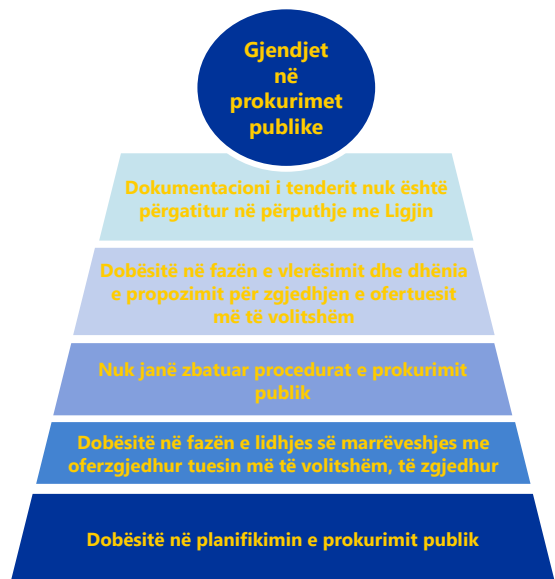 Gjendjet
në
prokurimet
publike
Dokumentacioni i tenderit nuk është
përgatitur në përputhje me Ligjin
Dobësitë në fazën e vlerësimit dhe dhënia
e propozimit për zgjedhjen e ofertuesit
më të volitshëm
Nuk janë zbatuar procedurat e prokurimit
publik
Dobësitë në fazën e lidhjes së marrëveshjes me
oferzgjedhur tuesin më të volitshëm, të zgjedhur
Dobësitë në planifikimin e prokurimit publik